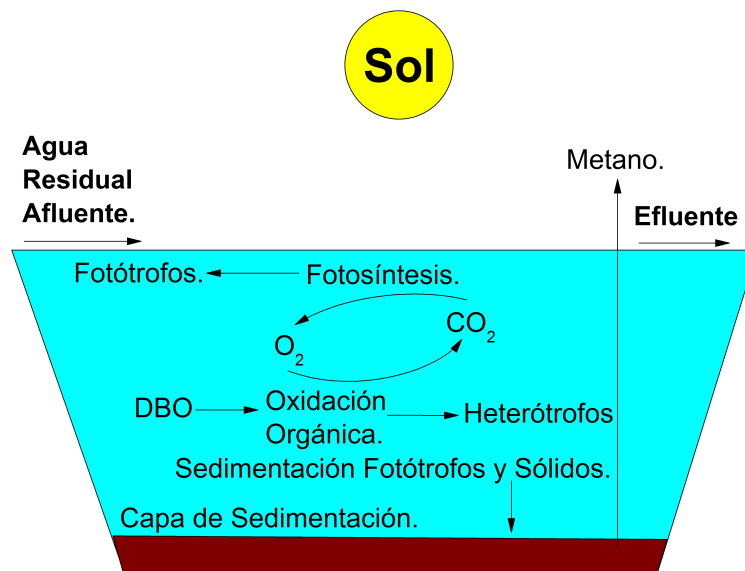 Sol
Agua
Residual
Afluente.
Metano.
Efluente
Fotótrofos.
Fotosíntesis.
O2
CO2
DBO
Oxidación
Orgánica.
Heterótrofos
Sedimentación Fotótrofos y Sólidos.
Capa de Sedimentación.